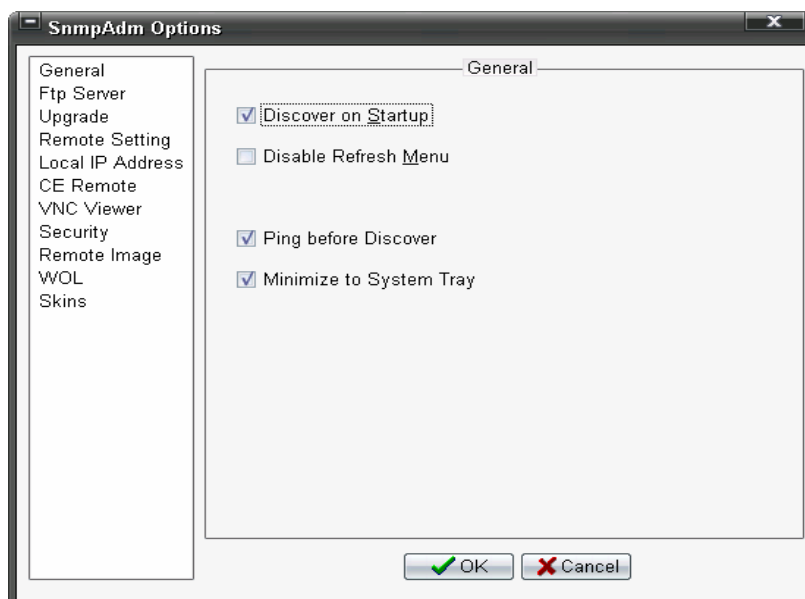 SnmpAdm Options
General
Ftp Server
Upgrade
Remote Setting
Local IP Address
CE Remote
VNC Viewer
Security
Remote Image
WOL
Skins
General
Discover on Startup
Disable Refresh Menu
Ping before Discover
Minimize to System Tray
OK
Cancel